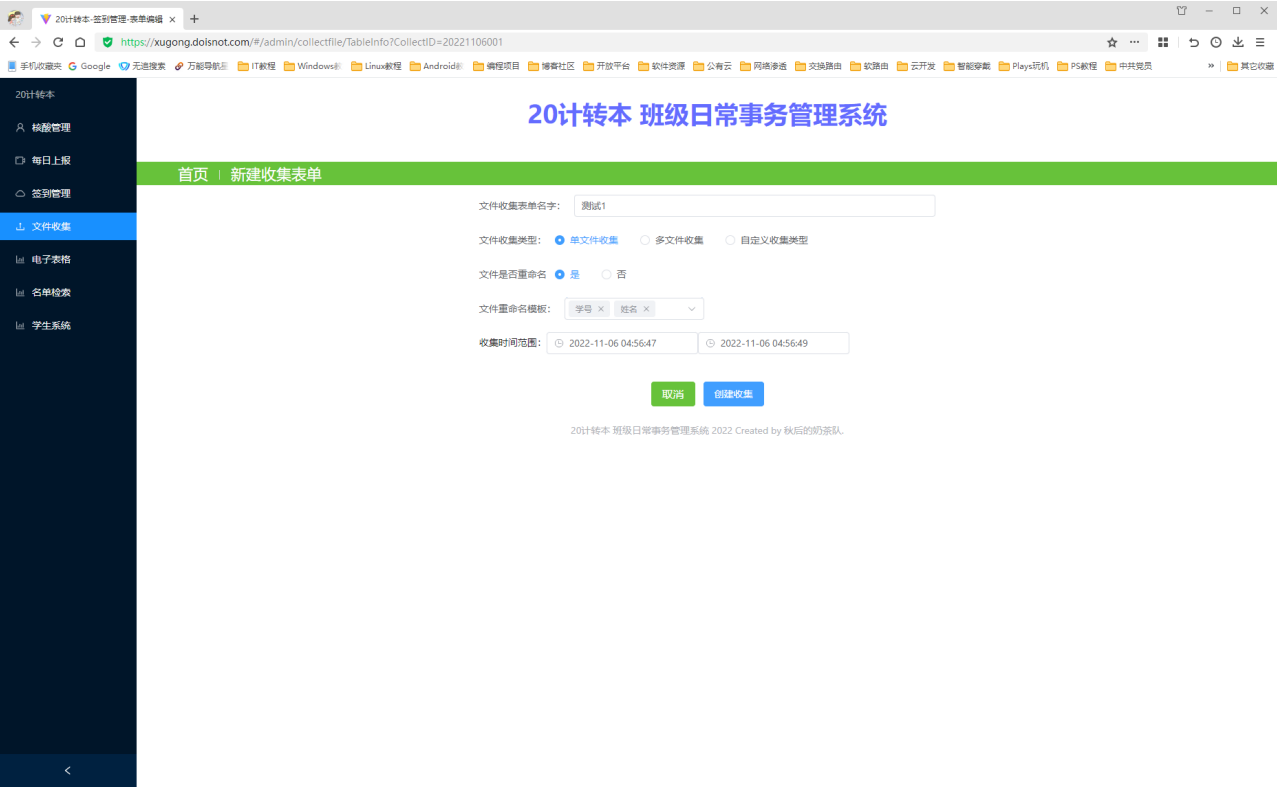 20计转本-签到管理-表单编辑
https://xugong.doisnot.com/#/admin/collectfile/TableInfo?CollectID=20221106001
手机收藏夹 Google 无追搜索 万能导航 IT教程 Windows Linux教程 Android 编程项目 博客社区 开放平台 软件资源 公有云 网络渗透 交换路由 软路由 云开发 智能穿戴 Plays玩机 PS教程 中共党员 » 其它收藏
20计转本
核酸管理
每日上报
签到管理
文件收集
电子表格
名单检索
学生系统
20计转本 班级日常事务管理系统
首页 新建收集表单
文件收集表单名字: 测试1
文件收集类型: 单文件收集 多文件收集 自定义收集类型
文件是否重命名 是 否
文件重命名模板: 学号 姓名
收集时间范围: 2022-11-06 04:56:47 2022-11-06 04:56:49
取消 创建收集
20计转本 班级日常事务管理系统 2022 Created by 秋后的奶茶队.